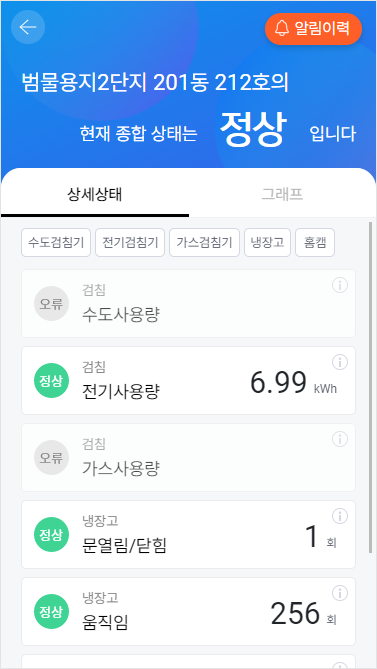 알림이력
범물용지2단지 201동 212호의
현재 종합 상태는 정상 입니다
상세상태 그래프
수도검침기 전기검침기 가스검침기 냉장고 홈캠
검침
오류 수도사용량
검침
정상 전기사용량 6.99 kWh
검침
오류 가스사용량
냉장고
정상 문열림/닫힘 1 회
냉장고
정상 움직임 256 회